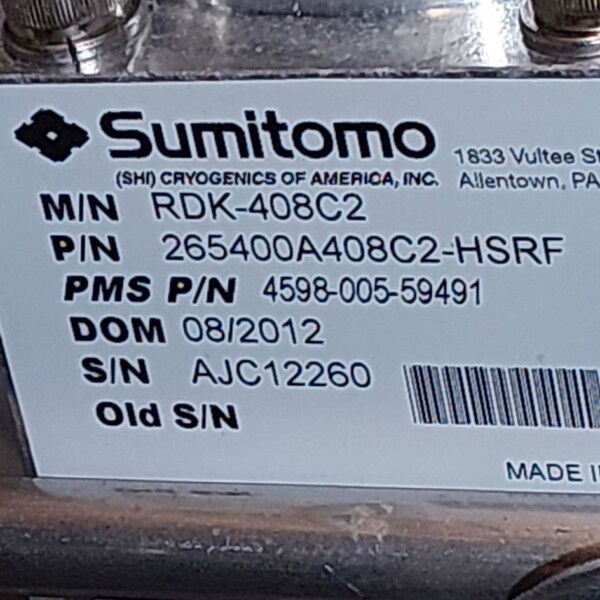 Sumitomo
1833 Vultee St
(SHI) CRYOGENICS OF AMERICA, INC. Allentown, PA
M/N RDK-408C2
P/N 265400A408C2-HSRF
PMS P/N 4598-005-59491
DOM 08/2012
S/N AJC12260
Old S/N
MADE